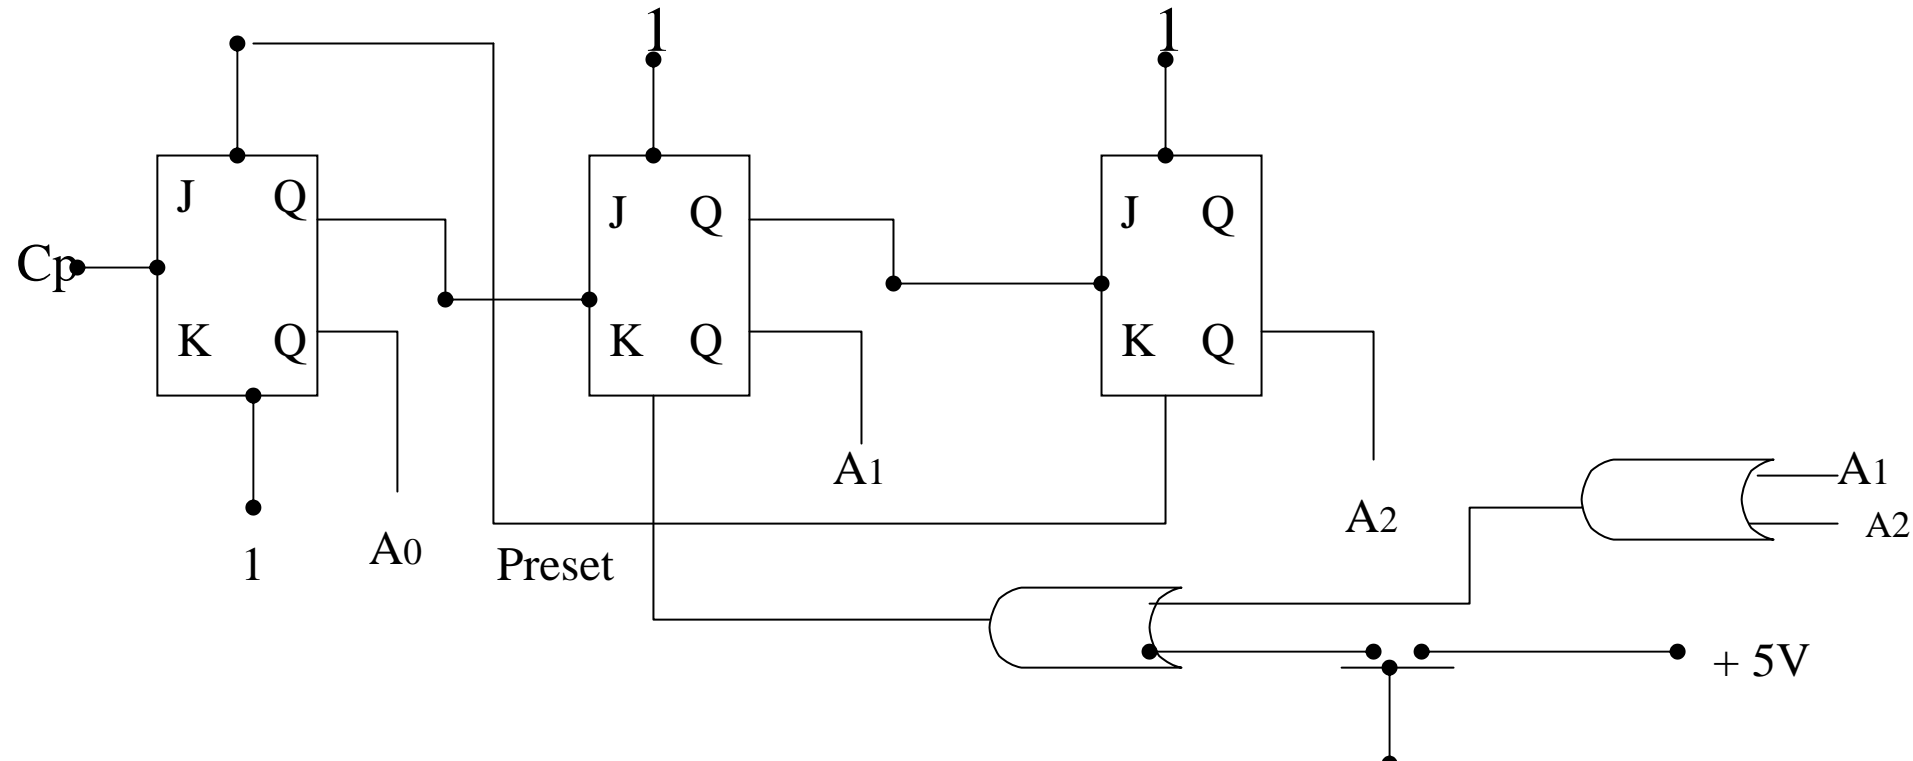 1 1
J Q J Q J Q
Cp
K Q K Q K Q
A1 A1
A2 A2
1 A0 Preset
+ 5V